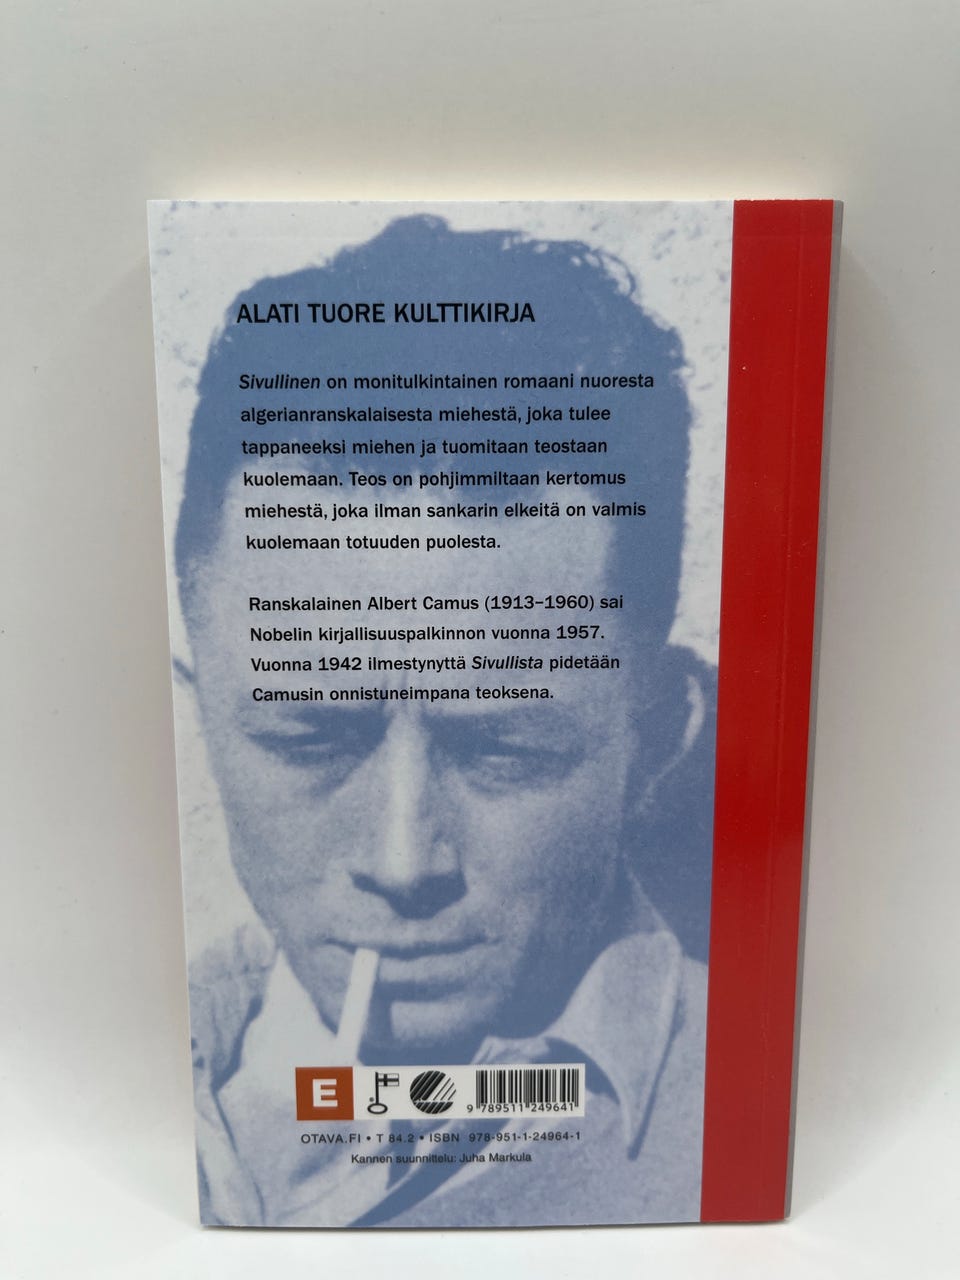 ALATI TUORE KULTTIKIRJA
Sivullinen on monitulkintainen romaani nuoresta
algerianranskalaisesta miehestä, joka tulee
tappaneeksi miehen ja tuomitaan teostaan
kuolemaan. Teos on pohjimmiltaan kertomus
miehestä, joka ilman sankarin elkeitä on valmis
kuolemaan totuuden puolesta.
Ranskalainen Albert Camus (1913–1960) sai
Nobelin kirjallisuuspalkinnon vuonna 1957.
Vuonna 1942 ilmestynyttä Sivullista pidetään
Camusin onnistuneimpana teoksena.
E
9 789511 249641
OTAVA.FI • T 84.2 • ISBN 978-951-1-24964-1
Kannen suunnittelu: Juha Markula